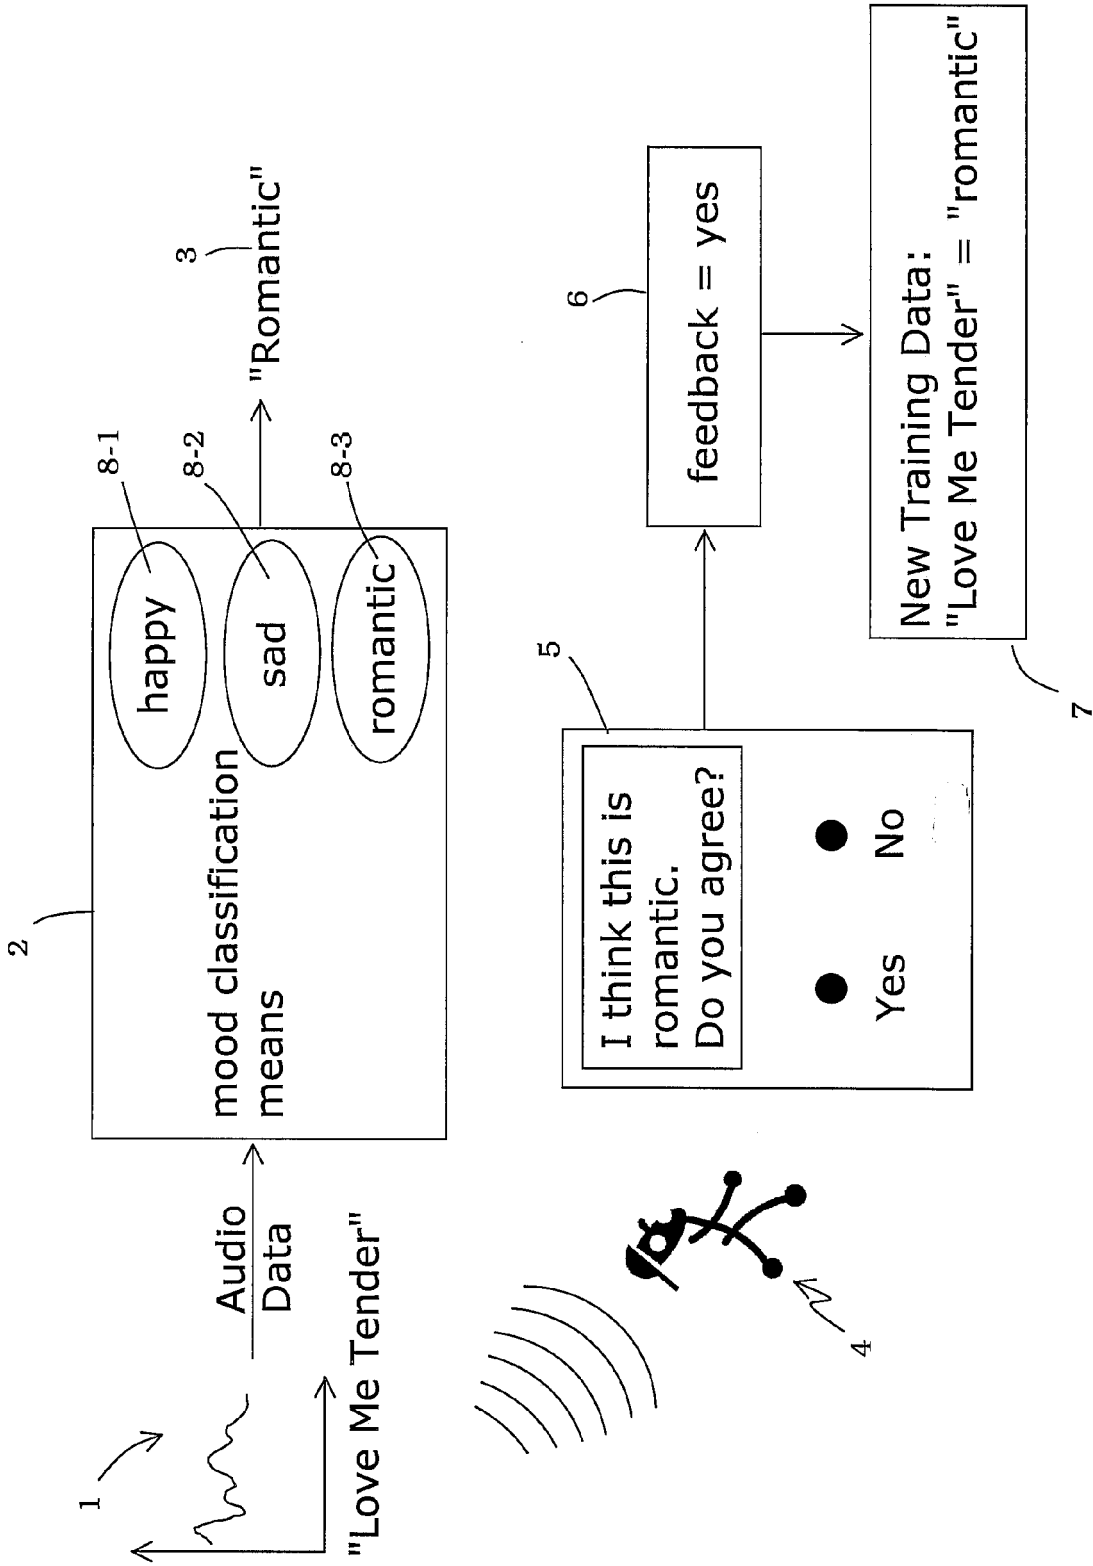 1
"Love Me Tender"
Audio
Data
2
mood classification
means
happy
sad
romantic
8-1
8-2
8-3
3
"Romantic"
4
5
I think this is
romantic.
Do you agree?
Yes
No
6
feedback = yes
7
New Training Data:
"Love Me Tender" = "romantic"